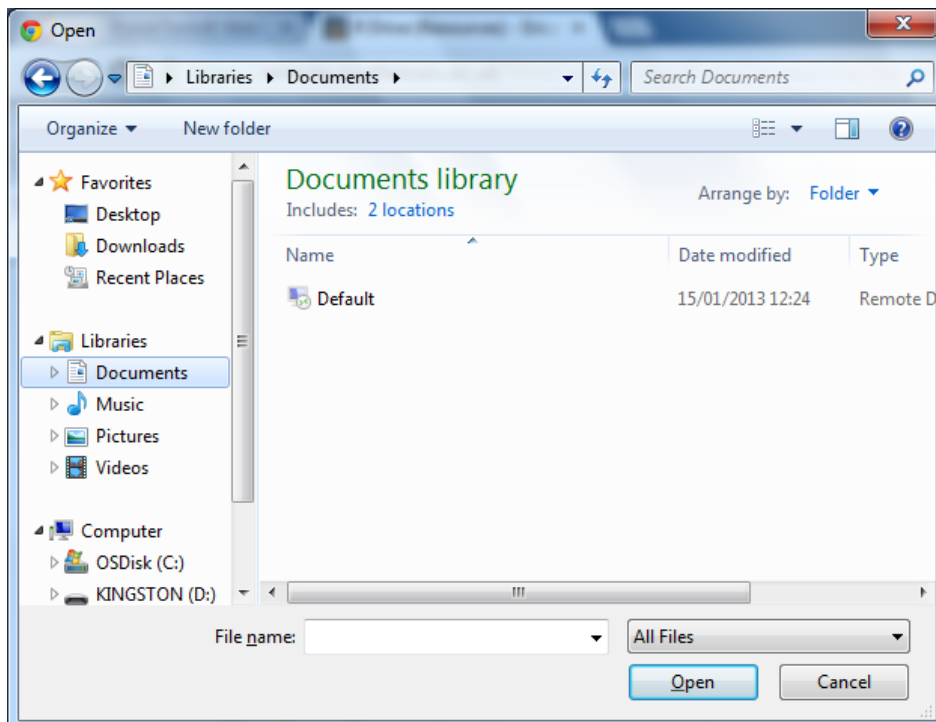 Open
Libraries Documents
Search Documents
Organize New folder
Favorites
Desktop
Downloads
Recent Places
Libraries
Documents
Music
Pictures
Videos
Computer
OSDisk (C:)
KINGSTON (D:)
Documents library
Includes: 2 locations
Arrange by: Folder
Name Date modified Type
Default 15/01/2013 12:24 Remote D
File name: All Files
Open Cancel